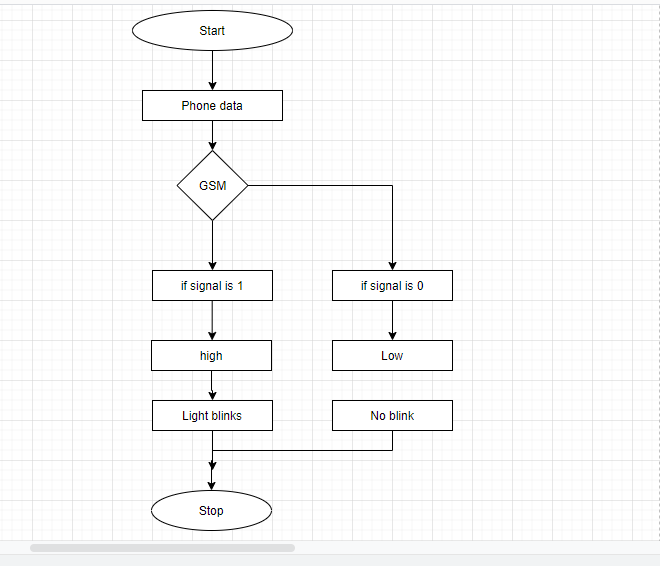 Start
Phone data
GSM
if signal is 1
if signal is 0
high
Low
Light blinks
No blink
Stop